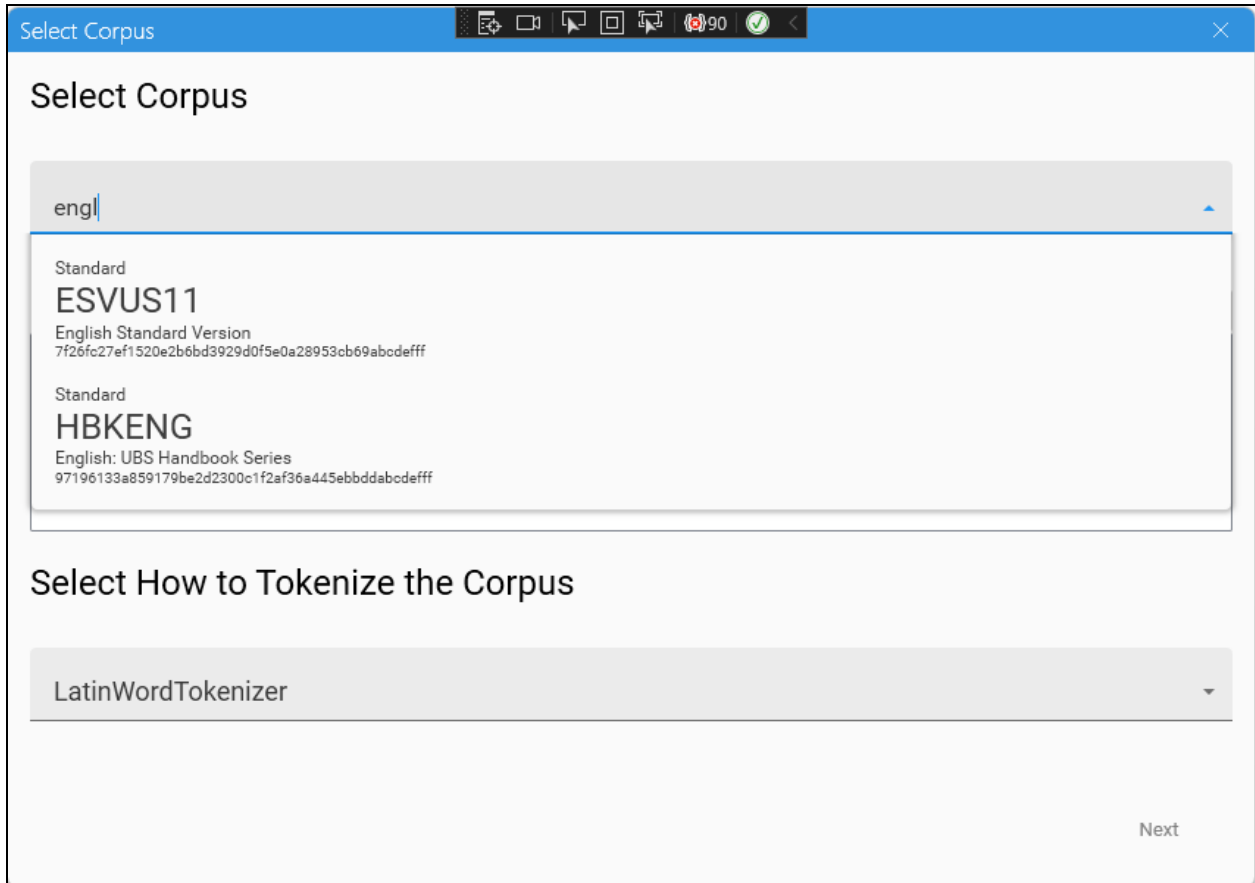 Select Corpus
90
Select Corpus
engl
Standard
ESVUS11
English Standard Version
7f26fc27ef1520e2b6bd3929d0f5e0a28953cb69abcdefff
Standard
HBKENG
English: UBS Handbook Series
97196133a859179be2d2300c1f2af36a445ebbddabcdefff
Select How to Tokenize the Corpus
LatinWordTokenizer
Next